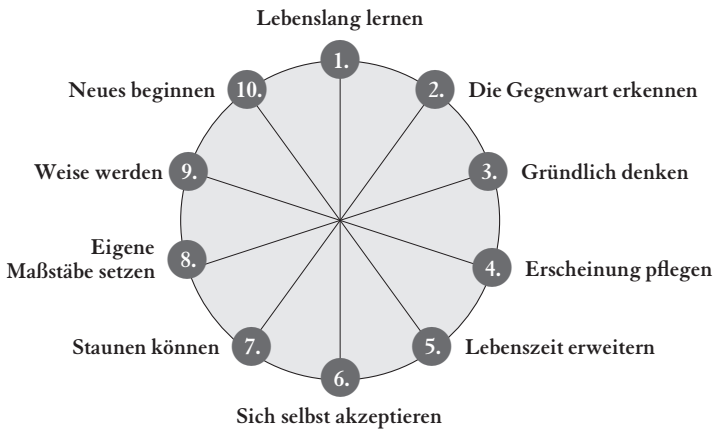 Lebenslang lernen
1.
2.
Die Gegenwart erkennen
3.
Gründlich denken
4.
Erscheinung pflegen
5.
Lebenszeit erweitern
6.
Sich selbst akzeptieren
7.
Staunen können
8.
Eigene
Maßstäbe setzen
9.
Weise werden
10.
Neues beginnen